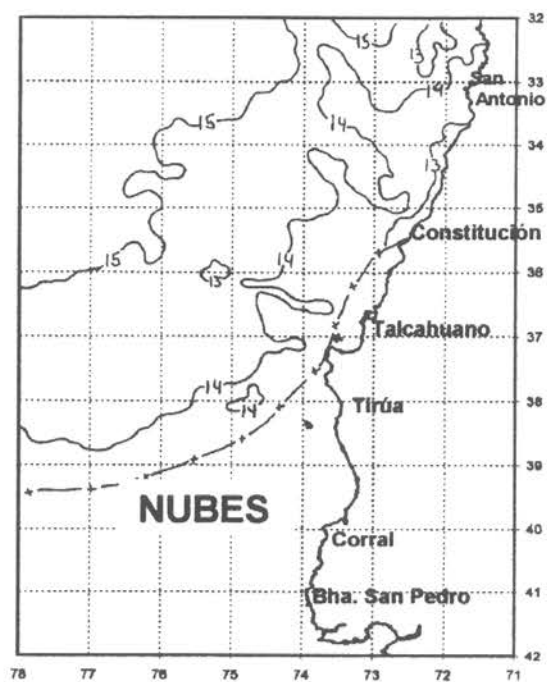 32
15
13
San
33
14
Antonio
15
14
34
13
35
Constitución
15
14
36
13
Talcahuano
37
14
14
Tirúa
38
39
NUBES
40
Corral
Bha. San Pedro
41
42
78 77 76 75 74 73 72 71